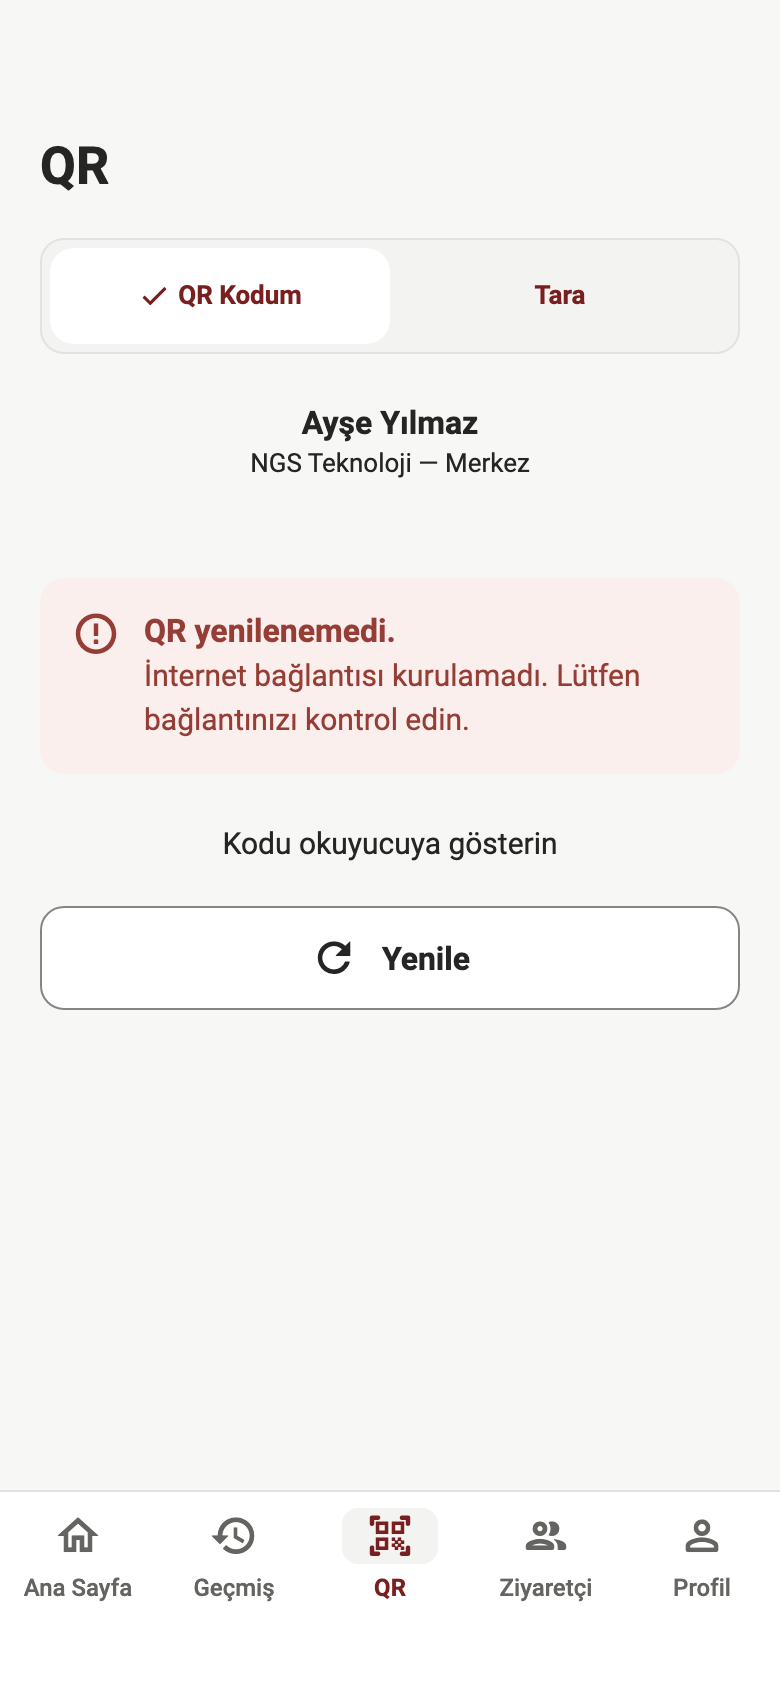 QR
QR Kodum
Tara
Ayşe Yılmaz
NGS Teknoloji — Merkez
QR yenilenemedi.
İnternet bağlantısı kurulamadı. Lütfen
bağlantınızı kontrol edin.
Kodu okuyucuya gösterin
Yenile
Ana Sayfa
Geçmiş
QR
Ziyaretçi
Profil